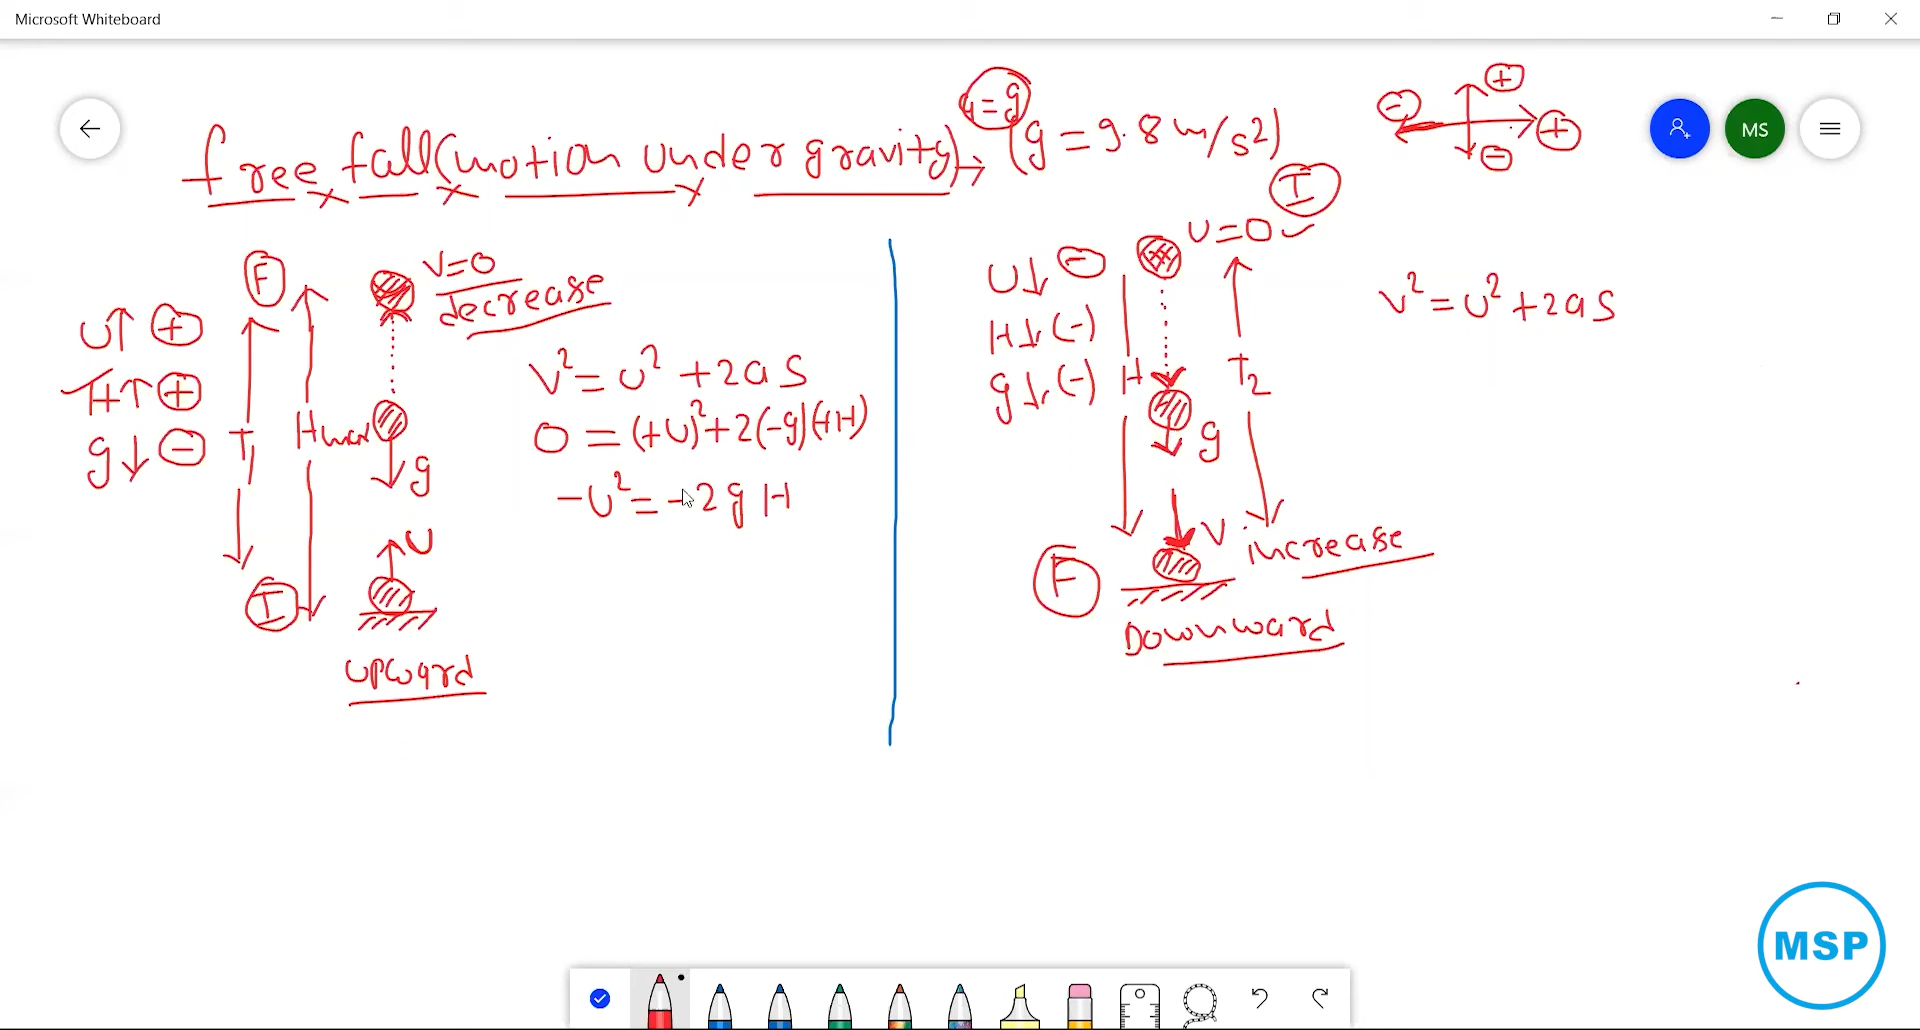 Microsoft Whiteboard
free fall (motion under gravity) → (g = 9.8 m/s2)
a = g
+
-
+
-
MS
F
V=0
decrease
U↑ +
H↑ +
g↓ -
T1
Hmax
g
U
I
upward
V² = U² + 2aS
0 = (+U)² + 2(-g)(+H)
-U² = -2gH
I
U=0 ✓
U↓ -
H↓ (-)
g↓ (-)
H
T2
g
V
increase
F
Downward
V² = U² + 2aS
MSP